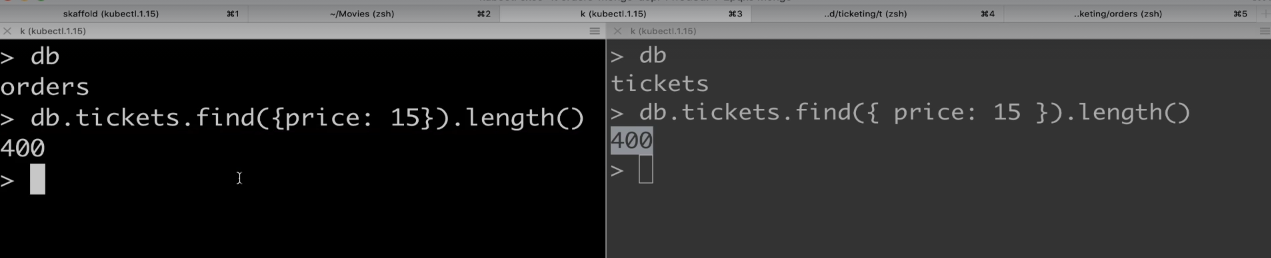 skaffold (kubectl.1.15) ⌘1 ~/Movies (zsh) ⌘2 k (kubectl.1.15) ⌘3 ..d/ticketing/t (zsh) ⌘4 ..keting/orders (zsh) ⌘5
k (kubectl.1.15)
> db
orders
> db.tickets.find({price: 15}).length()
400
>
k (kubectl.1.15)
> db
tickets
> db.tickets.find({ price: 15 }).length()
400
>